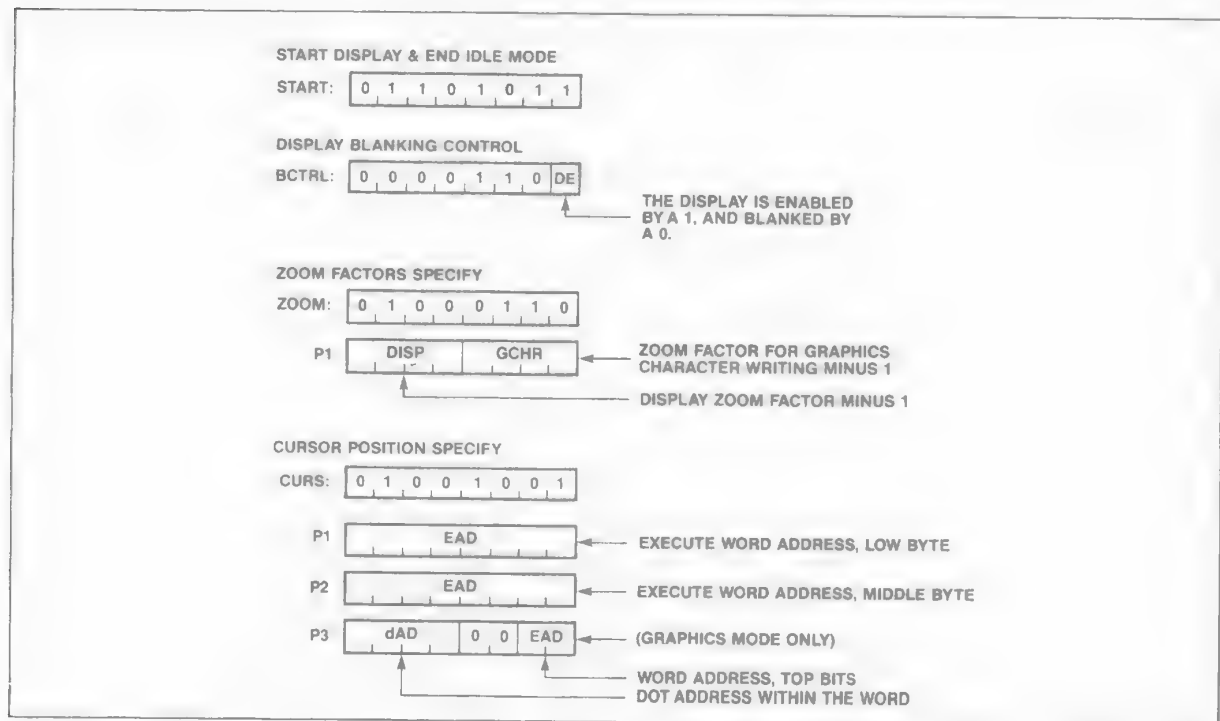 START DISPLAY & END IDLE MODE
START: 0 1 1 0 1 0 1 1
DISPLAY BLANKING CONTROL
BCTRL: 0 0 0 0 1 1 0 DE
THE DISPLAY IS ENABLED
BY A 1, AND BLANKED BY
A 0.
ZOOM FACTORS SPECIFY
ZOOM: 0 1 0 0 0 1 1 0
P1 DISP GCHR ZOOM FACTOR FOR GRAPHICS
CHARACTER WRITING MINUS 1
DISPLAY ZOOM FACTOR MINUS 1
CURSOR POSITION SPECIFY
CURS: 0 1 0 0 1 0 0 1
P1 EAD EXECUTE WORD ADDRESS, LOW BYTE
P2 EAD EXECUTE WORD ADDRESS, MIDDLE BYTE
P3 dAD 0 0 EAD (GRAPHICS MODE ONLY)
WORD ADDRESS, TOP BITS
DOT ADDRESS WITHIN THE WORD